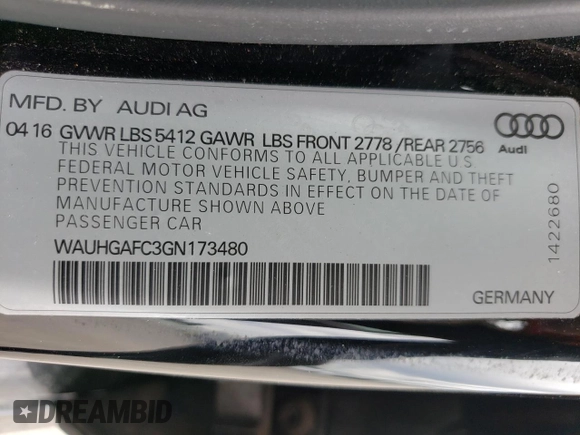 MFD. BY AUDI AG
Audi
04 16 GVWR LBS 5412 GAWR LBS FRONT 2778 /REAR 2756
THIS VEHICLE CONFORMS TO ALL APPLICABLE U S
FEDERAL MOTOR VEHICLE SAFETY, BUMPER AND THEFT
PREVENTION STANDARDS IN EFFECT ON THE DATE OF
MANUFACTURE SHOWN ABOVE
PASSENGER CAR
WAUHGAFC3GN173480
1422680
GERMANY
DREAMBID